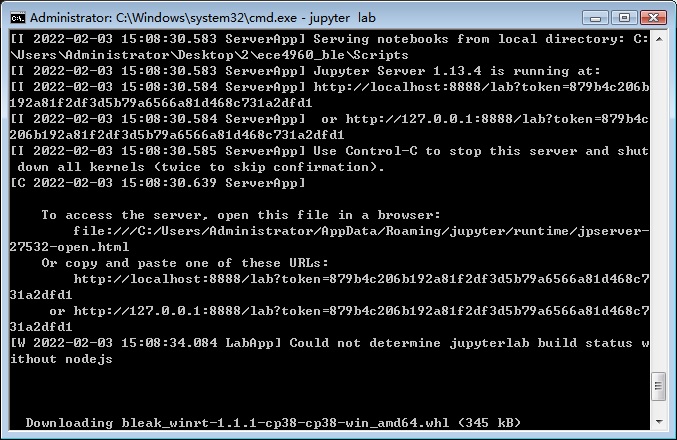 Administrator: C:\Windows\system32\cmd.exe - jupyter  lab
[I 2022-02-03 15:08:30.583 ServerApp] Serving notebooks from local directory: C:
\Users\Administrator\Desktop\2\ece4960_ble\Scripts
[I 2022-02-03 15:08:30.583 ServerApp] Jupyter Server 1.13.4 is running at:
[I 2022-02-03 15:08:30.584 ServerApp] http://localhost:8888/lab?token=879b4c206b
192a81f2df3d5b79a6566a81d468c731a2dfd1
[I 2022-02-03 15:08:30.584 ServerApp]  or http://127.0.0.1:8888/lab?token=879b4c
206b192a81f2df3d5b79a6566a81d468c731a2dfd1
[I 2022-02-03 15:08:30.585 ServerApp] Use Control-C to stop this server and shut
 down all kernels (twice to skip confirmation).
[C 2022-02-03 15:08:30.639 ServerApp]
    To access the server, open this file in a browser:
        file:///C:/Users/Administrator/AppData/Roaming/jupyter/runtime/jpserver-
27532-open.html
    Or copy and paste one of these URLs:
        http://localhost:8888/lab?token=879b4c206b192a81f2df3d5b79a6566a81d468c7
31a2dfd1
     or http://127.0.0.1:8888/lab?token=879b4c206b192a81f2df3d5b79a6566a81d468c7
31a2dfd1
[W 2022-02-03 15:08:34.084 LabApp] Could not determine jupyterlab build status w
ithout nodejs
  Downloading bleak_winrt-1.1.1-cp38-cp38-win_amd64.whl (345 kB)